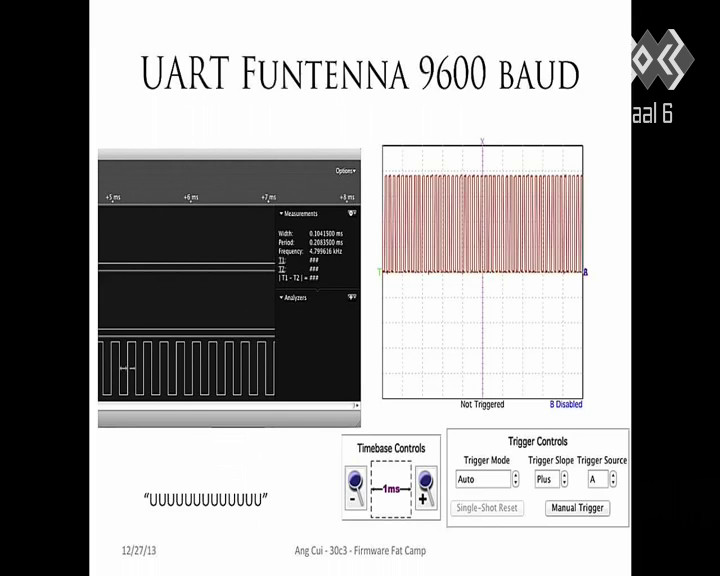 UART Funtenna 9600 baud
aal 6
Options▾
+5 ms +6 ms +7 ms +8 ms
▾ Measurements
Width: 0.1041500 ms
Period: 0.2083500 ms
Frequency: 4.799616 kHz
T1: ###
T2: ###
| T1 - T2 | = ###
▾ Analyzers
T A
Not Triggered B Disabled
Timebase Controls
- 1ms +
Trigger Controls
Trigger Mode Trigger Slope Trigger Source
Auto Plus A
Single-Shot Reset Manual Trigger
“UUUUUUUUUUUUU”
12/27/13 Ang Cui - 30c3 - Firmware Fat Camp